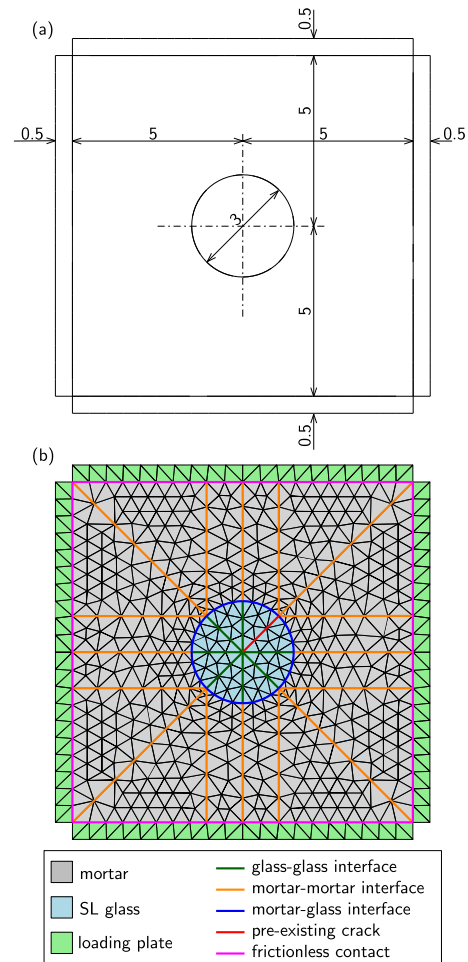 (a)
0.5
5
0.5
5
5
0.5
3
5
0.5
(b)
mortar
SL glass
loading plate
glass-glass interface
mortar-mortar interface
mortar-glass interface
pre-existing crack
frictionless contact